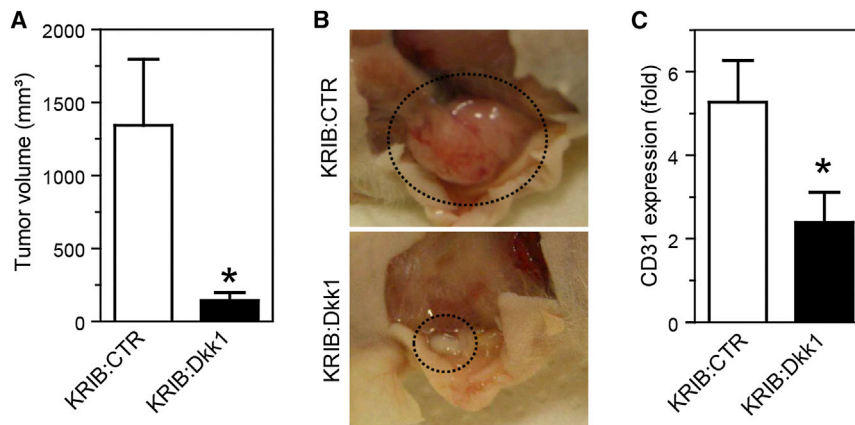 A
Tumor volume (mm³)
2000
1500
1000
500
0
*
KRIB:CTR
KRIB:Dkk1
B
KRIB:CTR
KRIB:Dkk1
C
CD31 expression (fold)
6
4
2
0
*
KRIB:CTR
KRIB:Dkk1